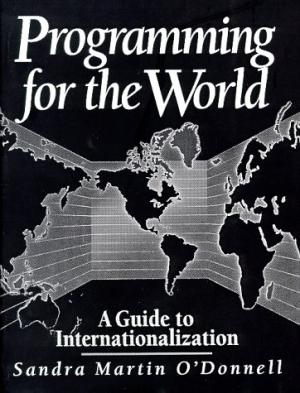 Programming
for the World
A Guide to
Internationalization
Sandra Martin O'Donnell